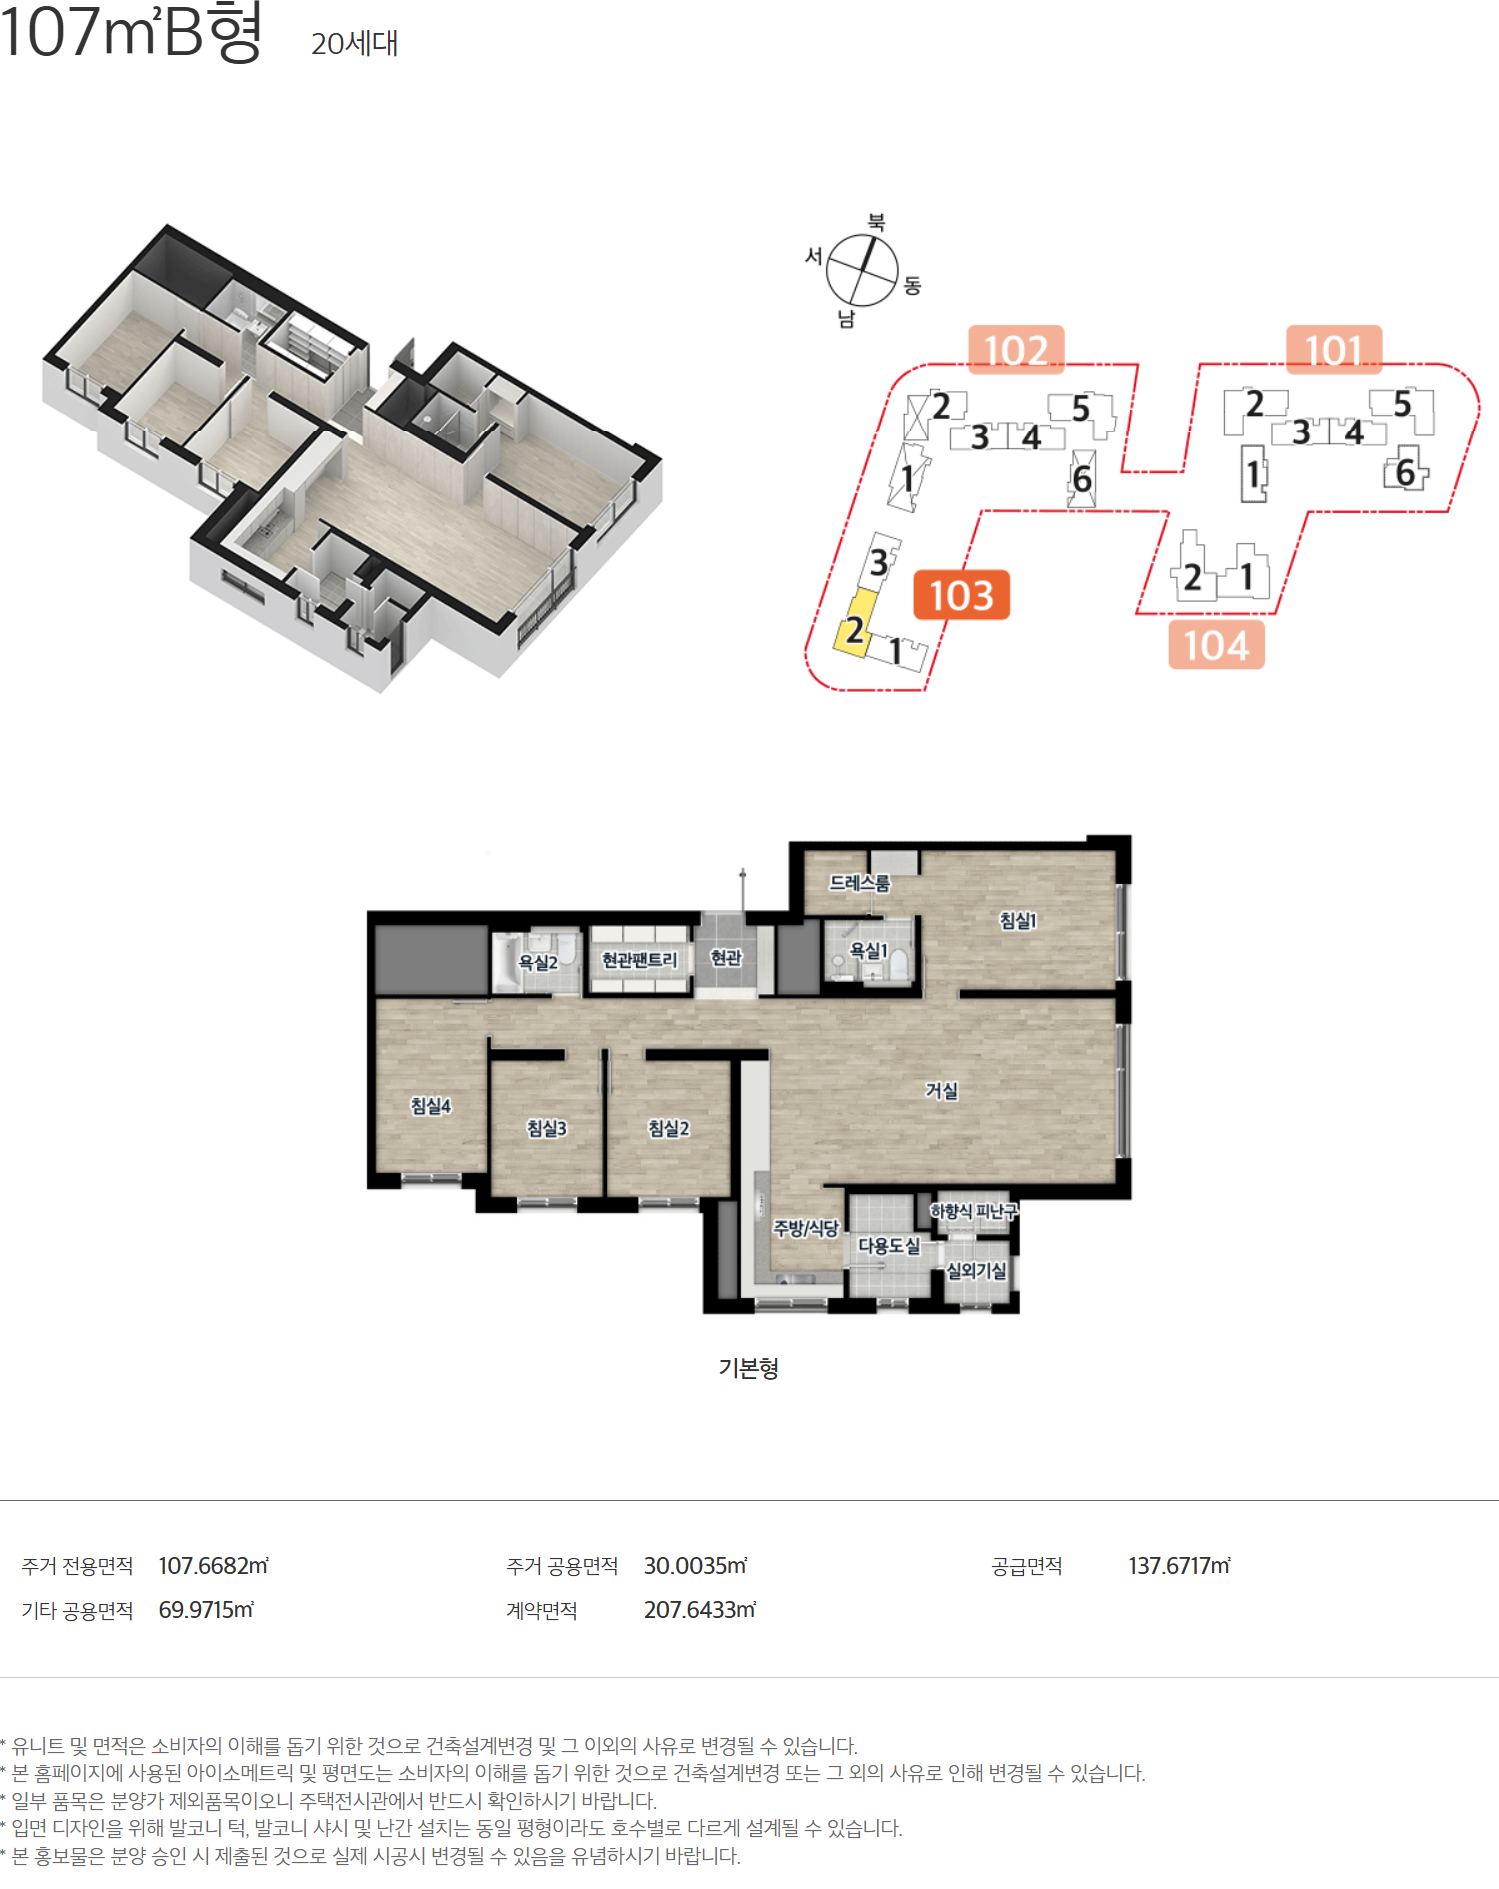 107㎡B형 20세대
북
서
동
남
102
101
2
5
3
4
1
6
2
5
3
4
1
6
3
103
2
1
2
1
104
드레스룸
침실1
욕실1
욕실2
현관팬트리
현관
거실
침실4
침실3
침실2
주방/식당
하향식 피난구
다용도실
실외기실
기본형
주거 전용면적 107.6682㎡ 주거 공용면적 30.0035㎡ 공급면적 137.6717㎡
기타 공용면적 69.9715㎡ 계약면적 207.6433㎡
* 유니트 및 면적은 소비자의 이해를 돕기 위한 것으로 건축설계변경 및 그 이외의 사유로 변경될 수 있습니다.
* 본 홈페이지에 사용된 아이소메트릭 및 평면도는 소비자의 이해를 돕기 위한 것으로 건축설계변경 또는 그 외의 사유로 인해 변경될 수 있습니다.
* 일부 품목은 분양가 제외품목이오니 주택전시관에서 반드시 확인하시기 바랍니다.
* 입면 디자인을 위해 발코니 턱, 발코니 샤시 및 난간 설치는 동일 평형이라도 호수별로 다르게 설계될 수 있습니다.
* 본 홍보물은 분양 승인 시 제출된 것으로 실제 시공시 변경될 수 있음을 유념하시기 바랍니다.